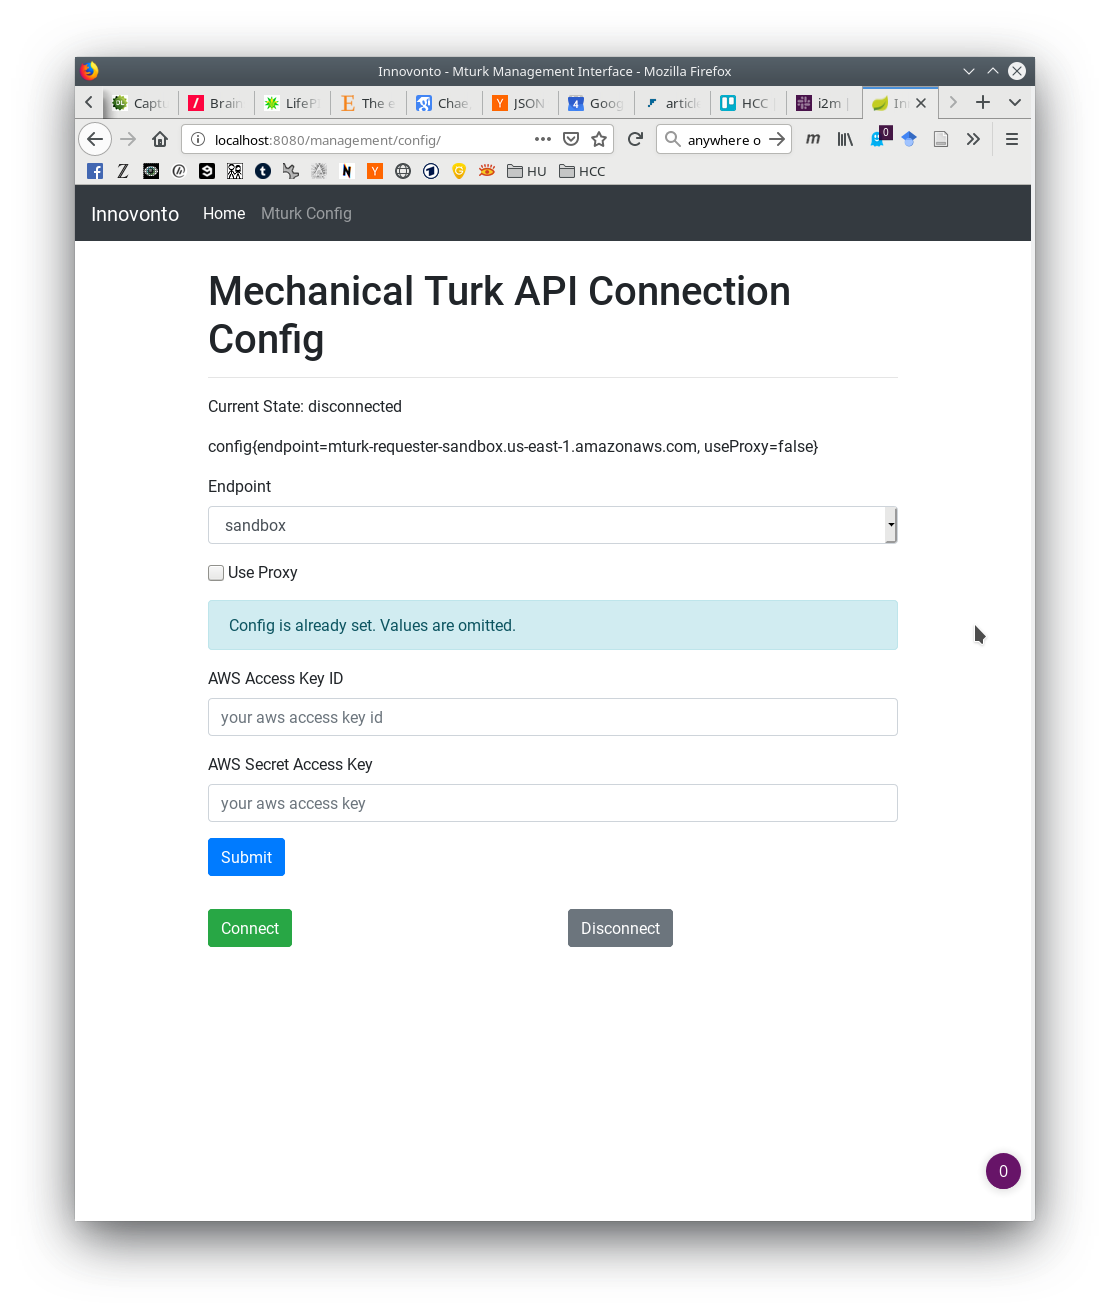 Innovonto - Mturk Management Interface - Mozilla Firefox
Captu Brain LifePl The e Chae, JSON Goog article HCC i2m | Inn
localhost:8080/management/config/ anywhere o m 0
HU HCC
Innovonto Home Mturk Config
Mechanical Turk API Connection
Config
Current State: disconnected
config{endpoint=mturk-requester-sandbox.us-east-1.amazonaws.com, useProxy=false}
Endpoint
sandbox
Use Proxy
Config is already set. Values are omitted.
AWS Access Key ID
your aws access key id
AWS Secret Access Key
your aws access key
Submit
Connect Disconnect
0